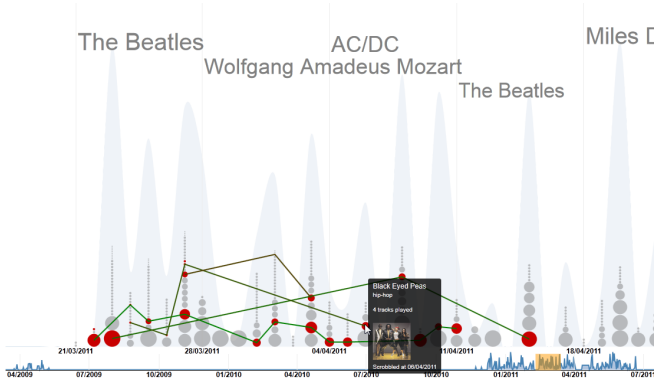 The Beatles
AC/DC
Miles D
Wolfgang Amadeus Mozart
The Beatles
Black Eyed Peas
hip-hop
4 tracks played
Scrobbled at 06/04/2011
21/03/2011
28/03/2011
04/04/2011
11/04/2011
18/04/2011
04/2009
07/2009
10/2009
01/2010
04/2010
07/2010
10/2010
01/2011
04/2011
07/2011